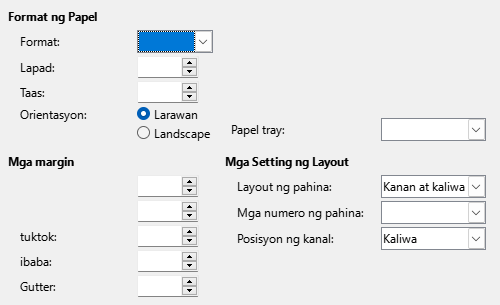 Format ng Papel
Format:
Lapad:
Taas:
Orientasyon:
Larawan
Landscape
Papel tray:
Mga margin
Mga Setting ng Layout
Layout ng pahina:
Kanan at kaliwa
Mga numero ng pahina:
tuktok:
Posisyon ng kanal:
Kaliwa
ibaba:
Gutter: